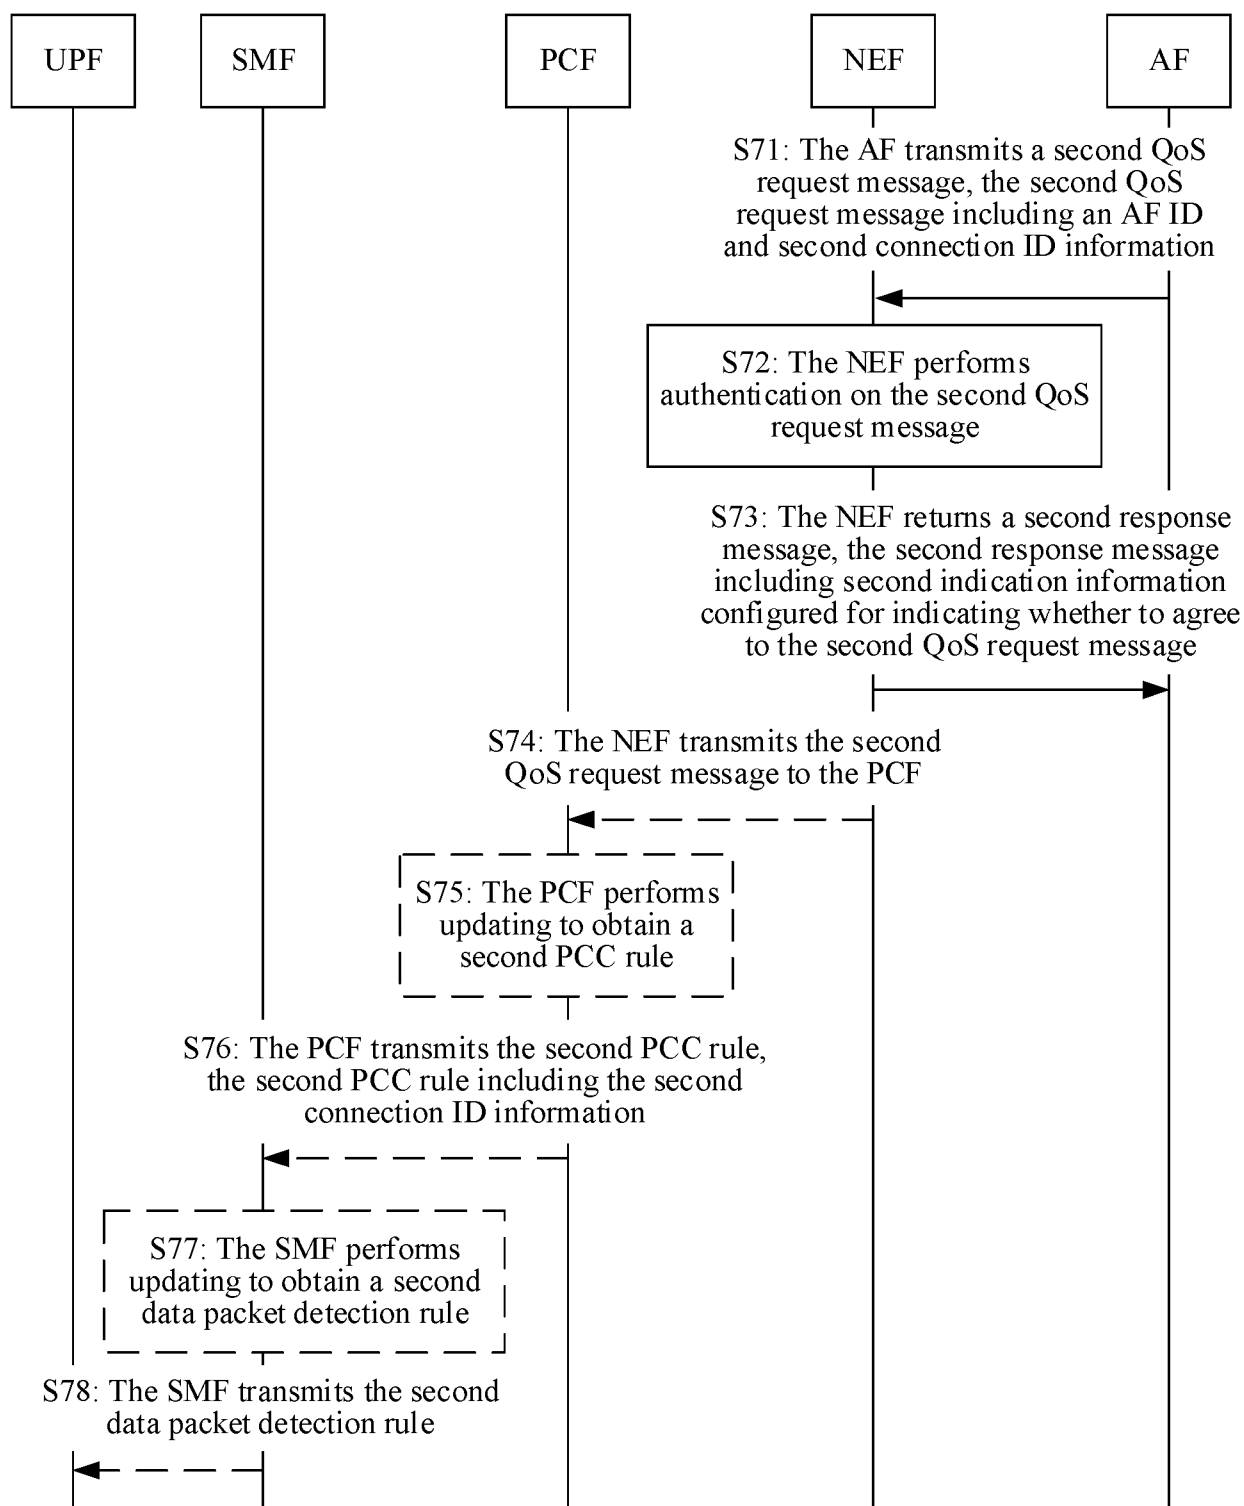 UPF
SMF
PCF
NEF
AF
S71: The AF transmits a second QoS
request message, the second QoS
request message including an AF ID
and second connection ID information
S72: The NEF performs
authentication on the second QoS
request message
S73: The NEF returns a second response
message, the second response message
including second indication information
configured for indicating whether to agree
to the second QoS request message
S74: The NEF transmits the second
QoS request message to the PCF
S75: The PCF performs
updating to obtain a
second PCC rule
S76: The PCF transmits the second PCC rule,
the second PCC rule including the second
connection ID information
S77: The SMF performs
updating to obtain a second
data packet detection rule
S78: The SMF transmits the second
data packet detection rule